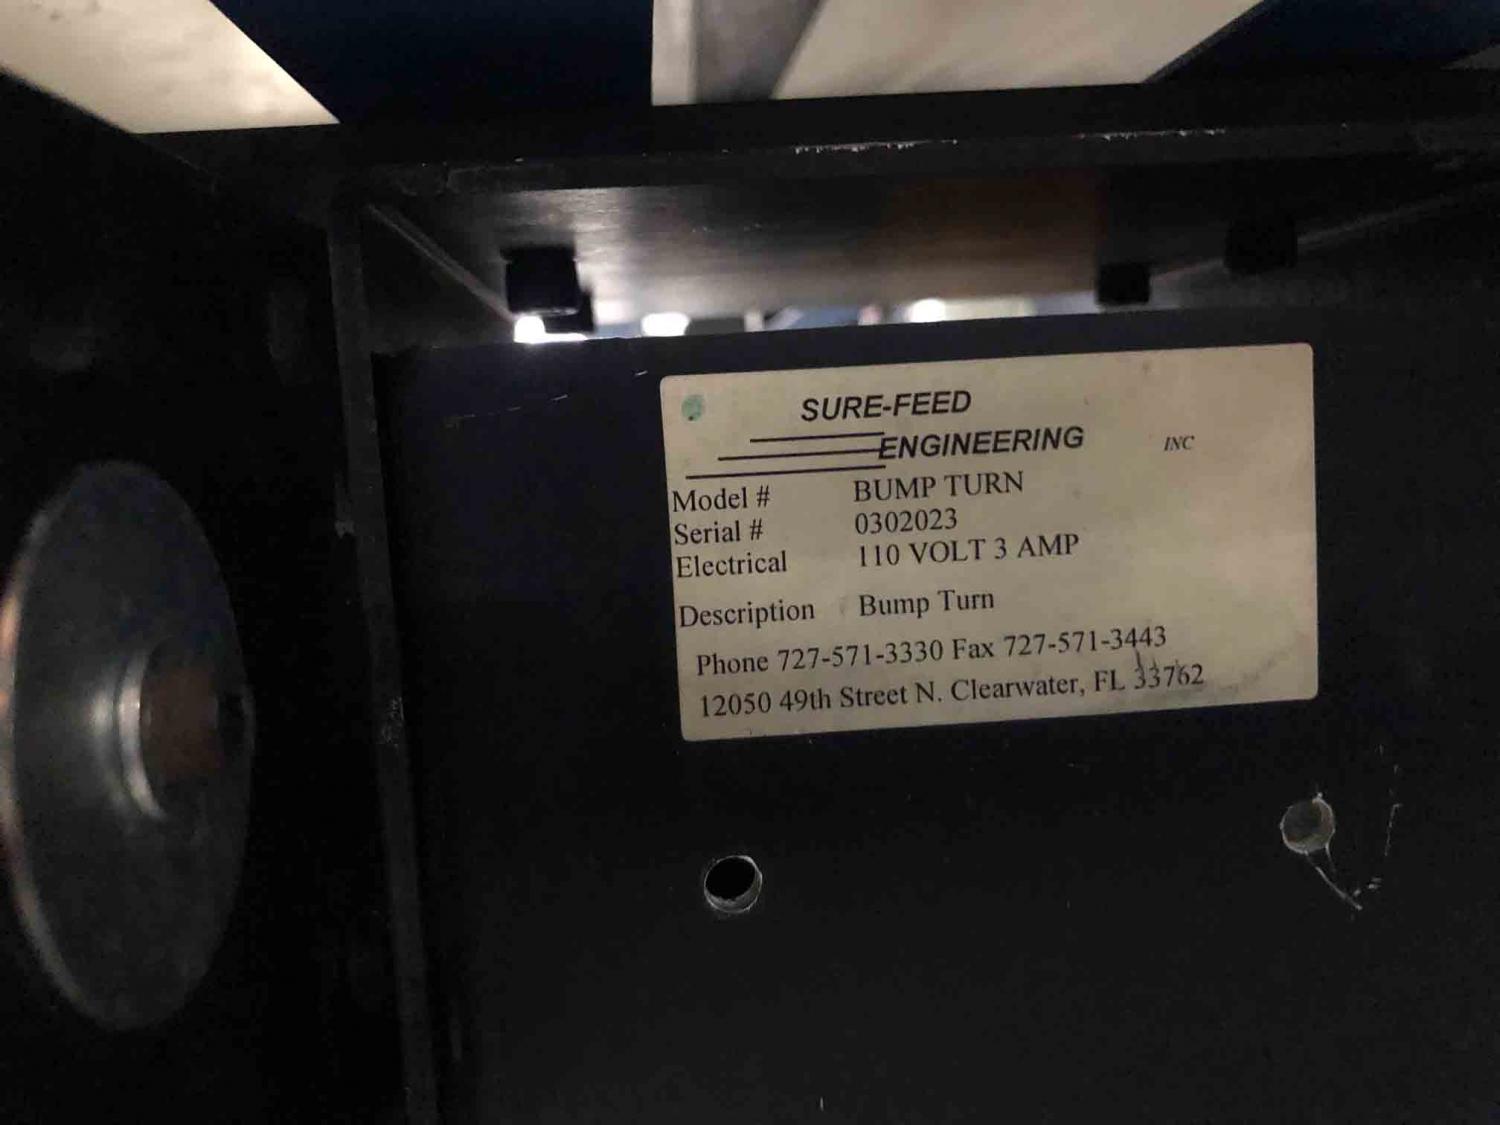 SURE-FEED
ENGINEERING INC
Model # BUMP TURN
Serial # 0302023
Electrical 110 VOLT 3 AMP
Description Bump Turn
Phone 727-571-3330 Fax 727-571-3443
12050 49th Street N. Clearwater, FL 33762